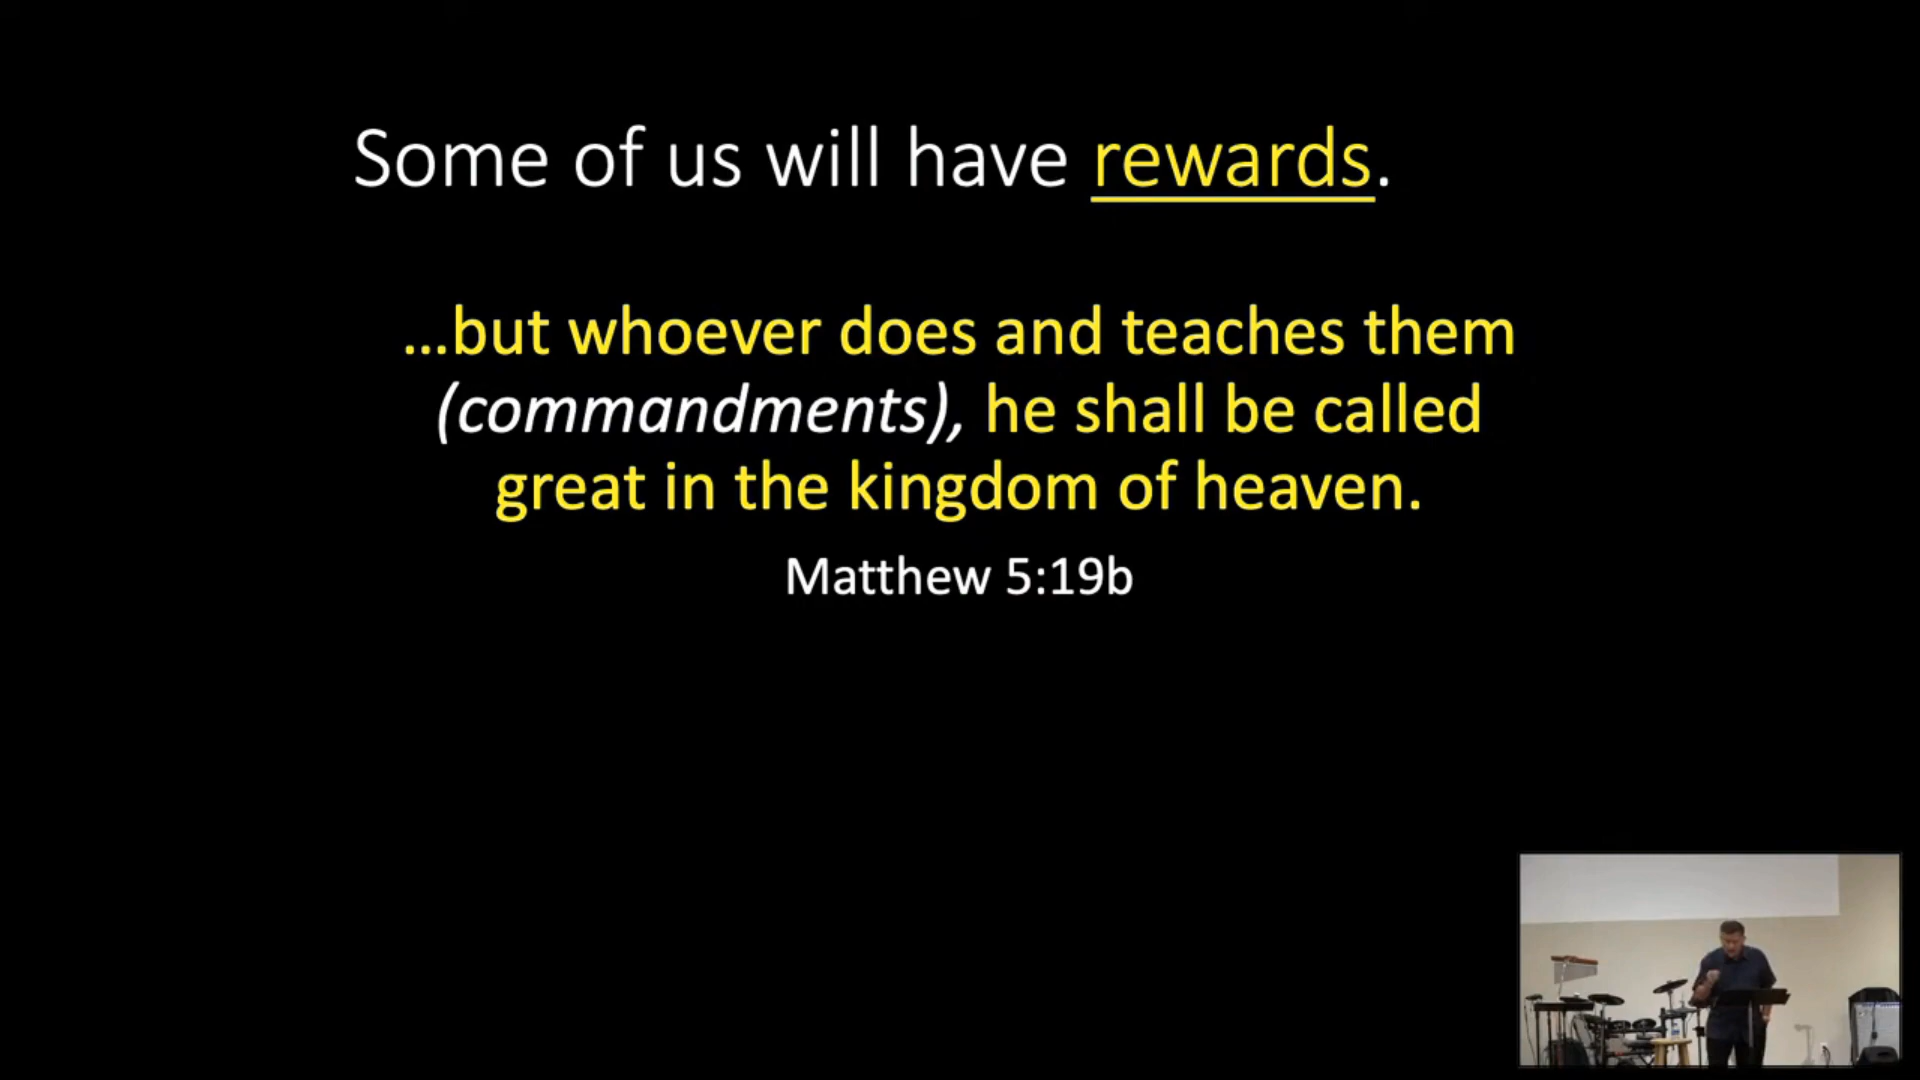 Some of us will have rewards.
…but whoever does and teaches them
(commandments), he shall be called
great in the kingdom of heaven.
Matthew 5:19b